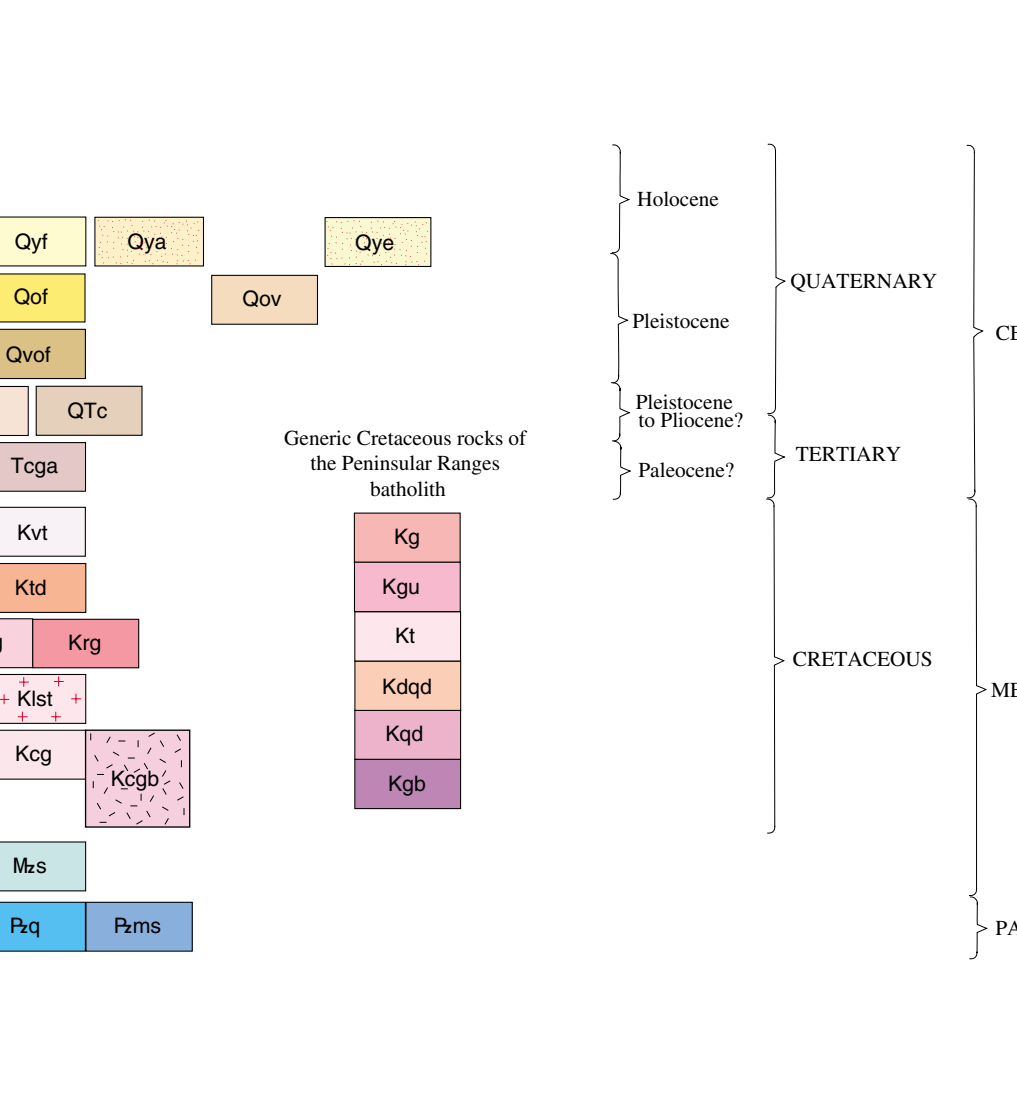 Holocene
Qyf
Qya
Qye
QUATERNARY
Qof
Qov
Pleistocene
Qvof
QTc
Pleistocene
to Pliocene?
Generic Cretaceous rocks of
the Peninsular Ranges
batholith
TERTIARY
Tcga
Paleocene?
Kvt
Kg
Ktd
Kgu
Krg
Kt
CRETACEOUS
Klst
Kdqd
Kcg
Kqd
Kcgb
Kgb
Mzs
Pzq
Pzms